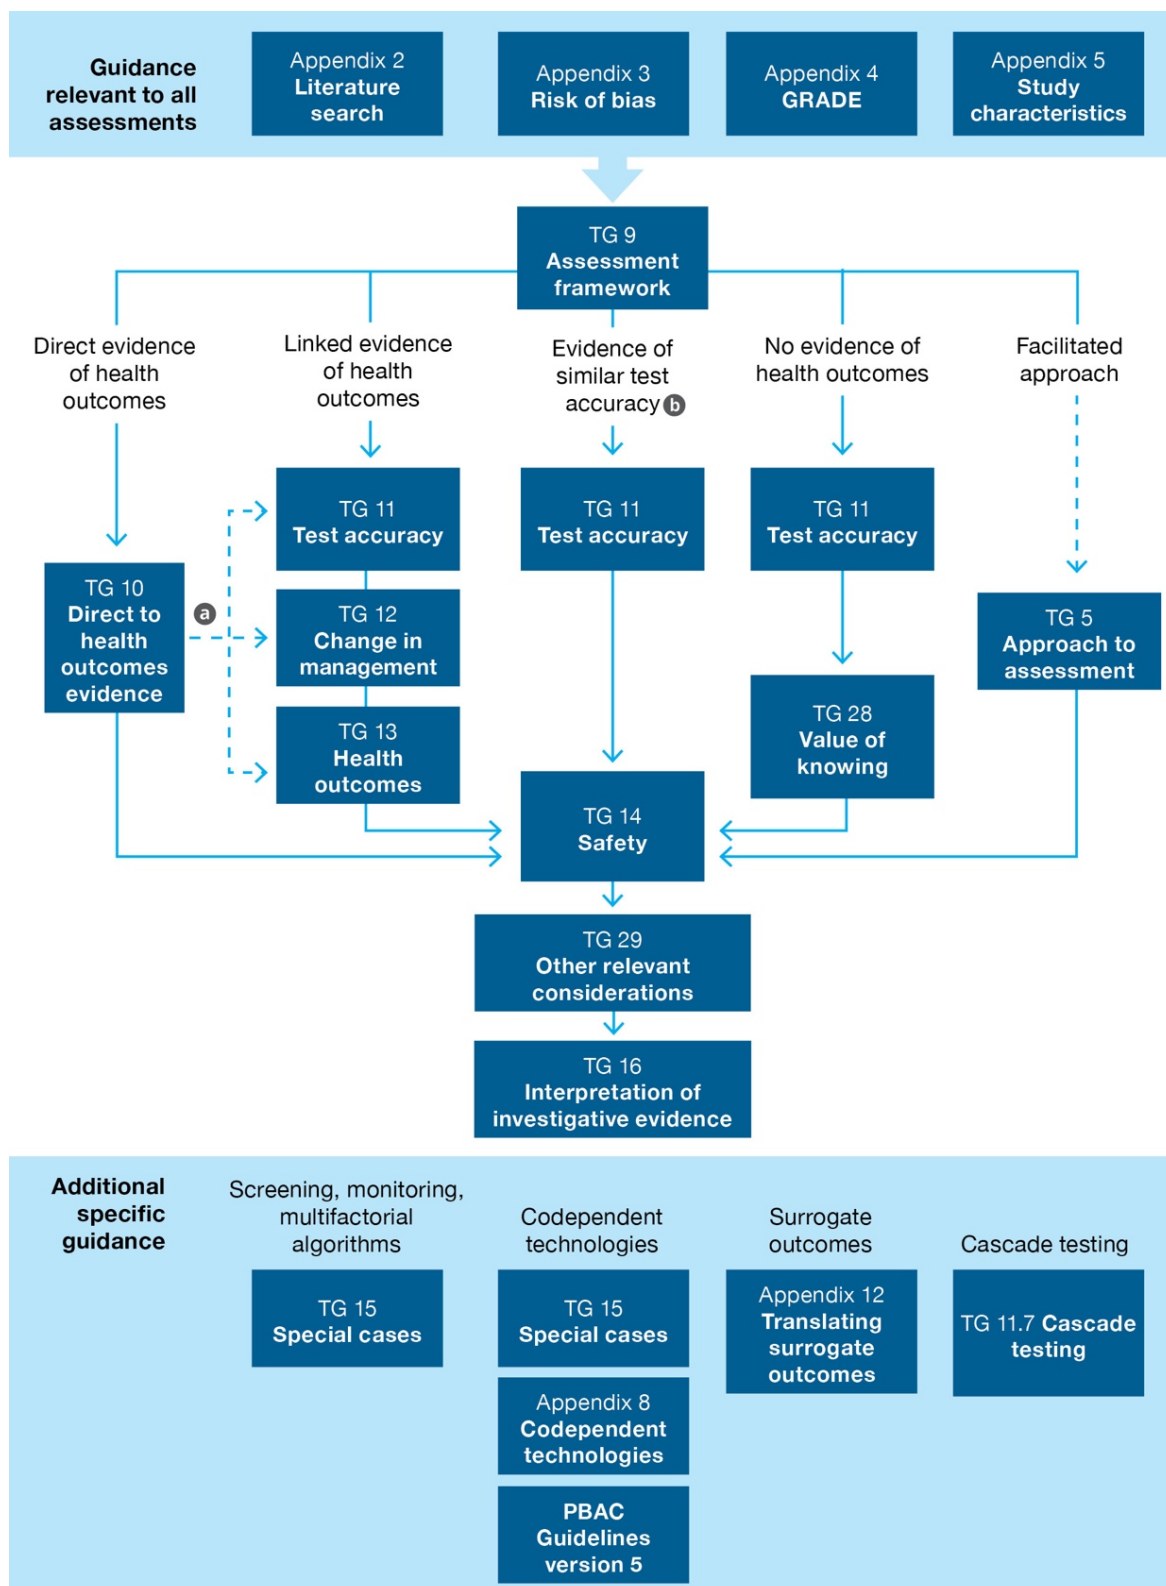 Guidance
relevant to all
assessments
Appendix 2
Literature
search
Appendix 3
Risk of bias
Appendix 4
GRADE
Appendix 5
Study
characteristics
TG 9
Assessment
framework
Direct evidence
of health
outcomes
Linked evidence
of health
outcomes
Evidence of
similar test
accuracy b
No evidence of
health outcomes
Facilitated
approach
TG 11
Test accuracy
TG 11
Test accuracy
TG 11
Test accuracy
TG 10
Direct to
health
outcomes
evidence
a
TG 12
Change in
management
TG 5
Approach to
assessment
TG 13
Health
outcomes
TG 28
Value of
knowing
TG 14
Safety
TG 29
Other relevant
considerations
TG 16
Interpretation of
investigative evidence
Additional
specific
guidance
Screening, monitoring,
multifactorial
algorithms
TG 15
Special cases
Codependent
technologies
TG 15
Special cases
Appendix 8
Codependent
technologies
PBAC
Guidelines
version 5
Surrogate
outcomes
Appendix 12
Translating
surrogate
outcomes
Cascade testing
TG 11.7 Cascade
testing